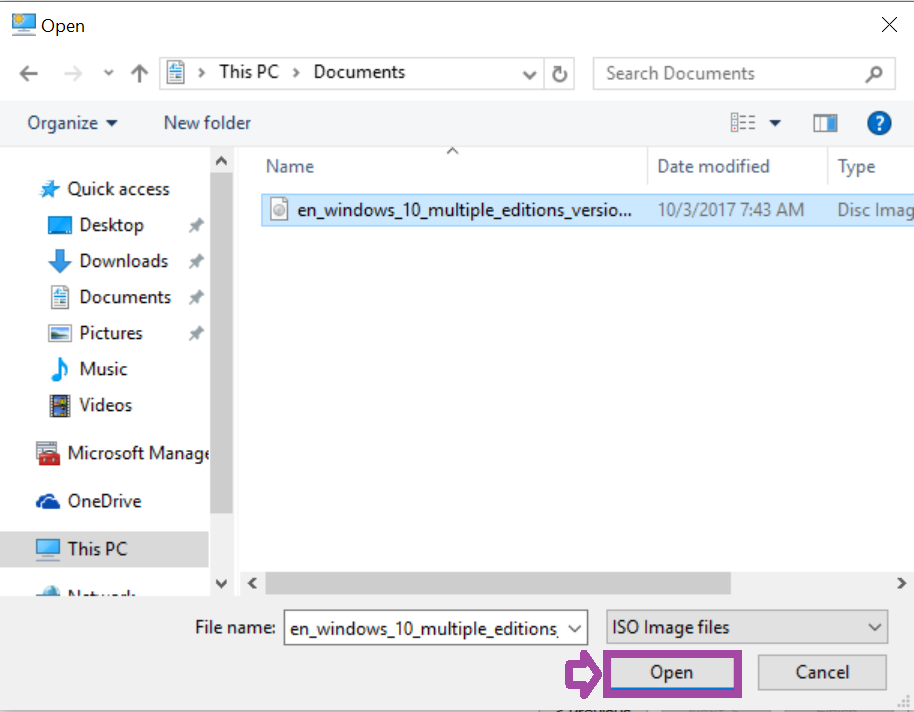 Open
This PC > Documents
Search Documents
Organize
New folder
?
Name
Date modified
Type
en_windows_10_multiple_editions_versio...
10/3/2017 7:43 AM
Disc Imag
Quick access
Desktop
Downloads
Documents
Pictures
Music
Videos
Microsoft Manage
OneDrive
This PC
Network
File name:
en_windows_10_multiple_editions_
ISO Image files
Open
Cancel